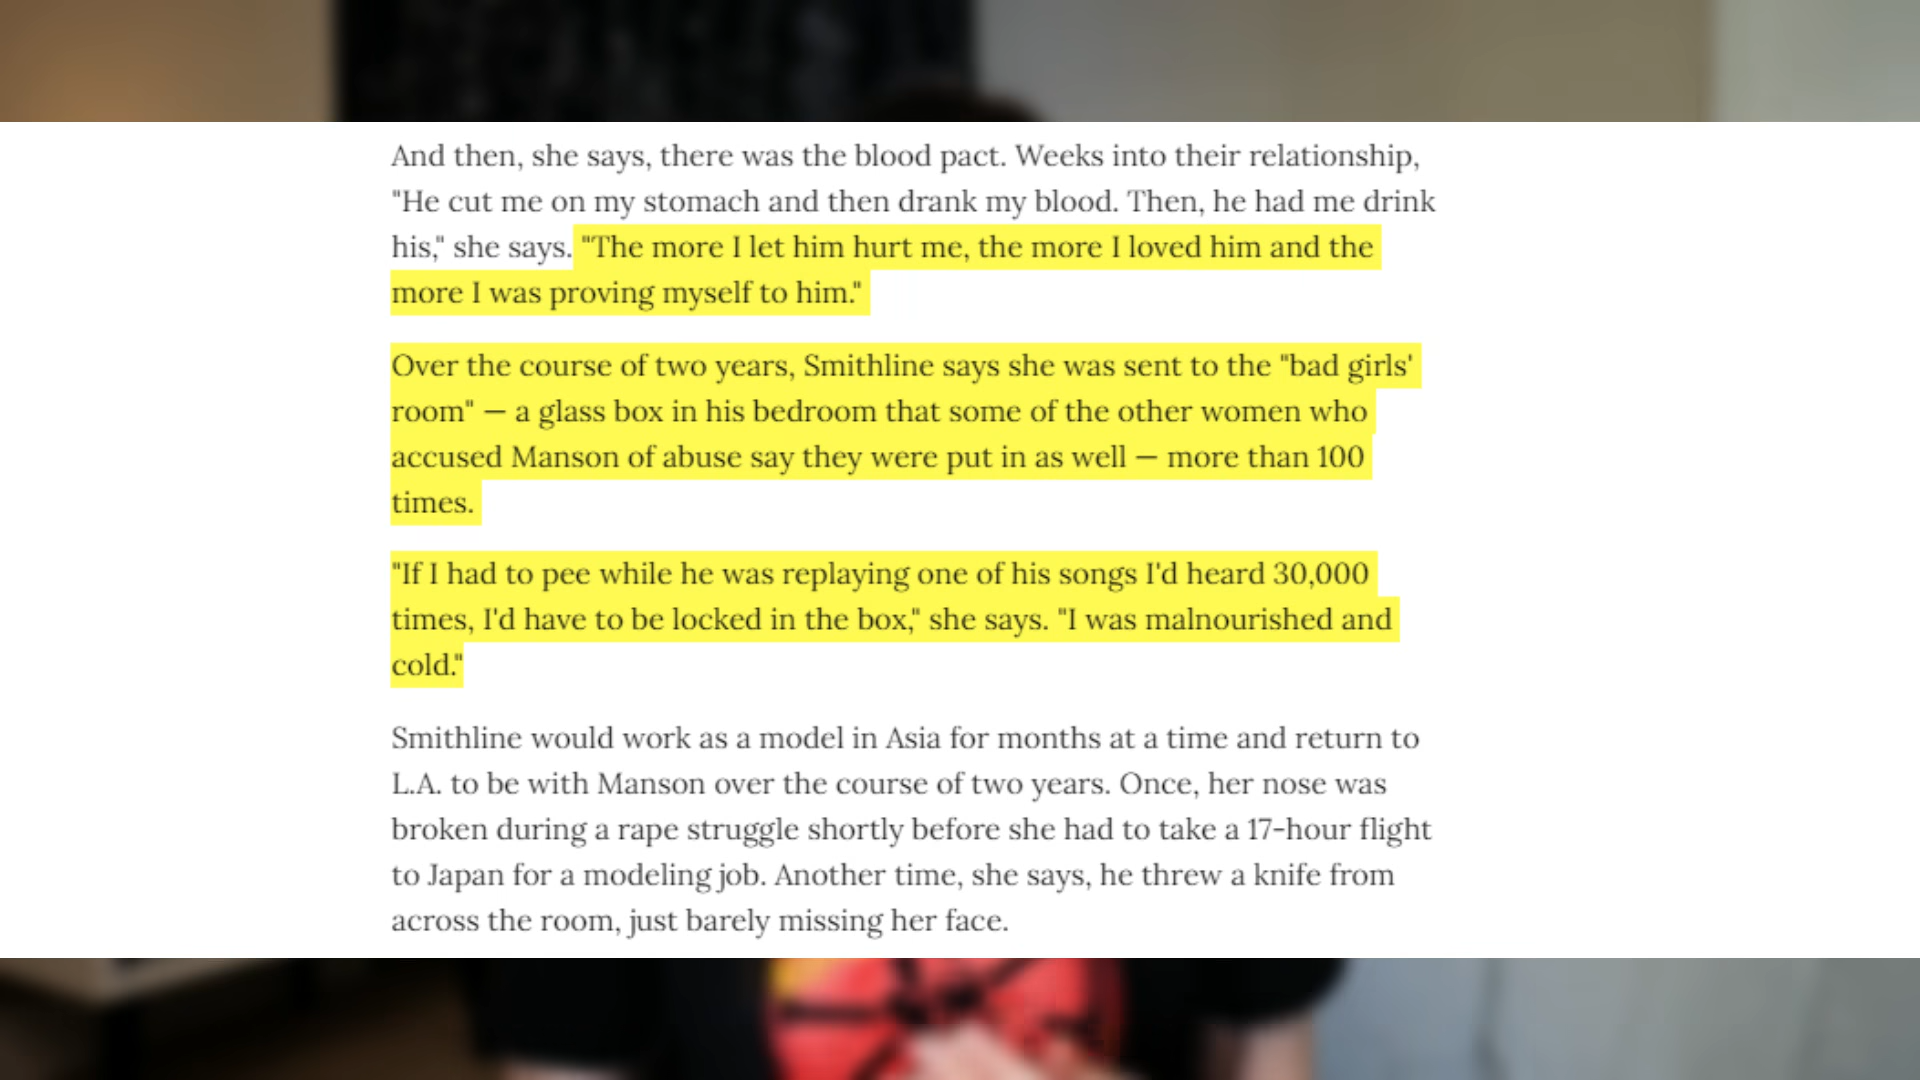 And then, she says, there was the blood pact. Weeks into their relationship,
"He cut me on my stomach and then drank my blood. Then, he had me drink
his," she says. "The more I let him hurt me, the more I loved him and the
more I was proving myself to him."
Over the course of two years, Smithline says she was sent to the "bad girls'
room" — a glass box in his bedroom that some of the other women who
accused Manson of abuse say they were put in as well — more than 100
times.
"If I had to pee while he was replaying one of his songs I'd heard 30,000
times, I'd have to be locked in the box," she says. "I was malnourished and
cold."
Smithline would work as a model in Asia for months at a time and return to
L.A. to be with Manson over the course of two years. Once, her nose was
broken during a rape struggle shortly before she had to take a 17-hour flight
to Japan for a modeling job. Another time, she says, he threw a knife from
across the room, just barely missing her face.